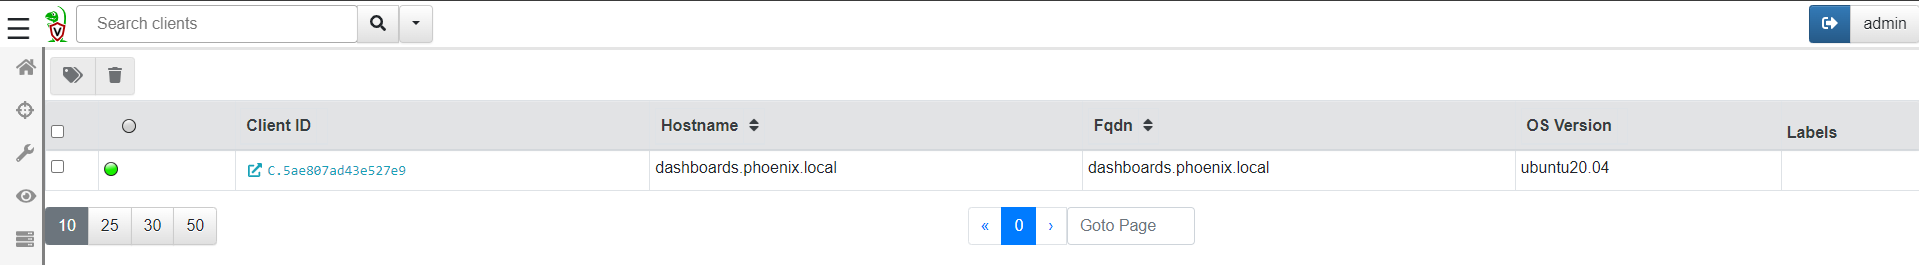 V
Search clients
admin
Client ID Hostname Fqdn OS Version Labels
C.5ae807ad43e527e9 dashboards.phoenix.local dashboards.phoenix.local ubuntu20.04
10 25 30 50 « 0 › Goto Page